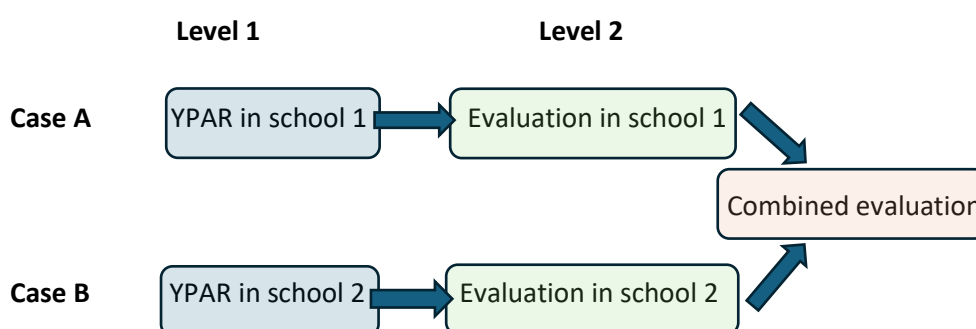 Level 1 Level 2
Case A YPAR in school 1 Evaluation in school 1
Combined evaluation
Case B YPAR in school 2 Evaluation in school 2